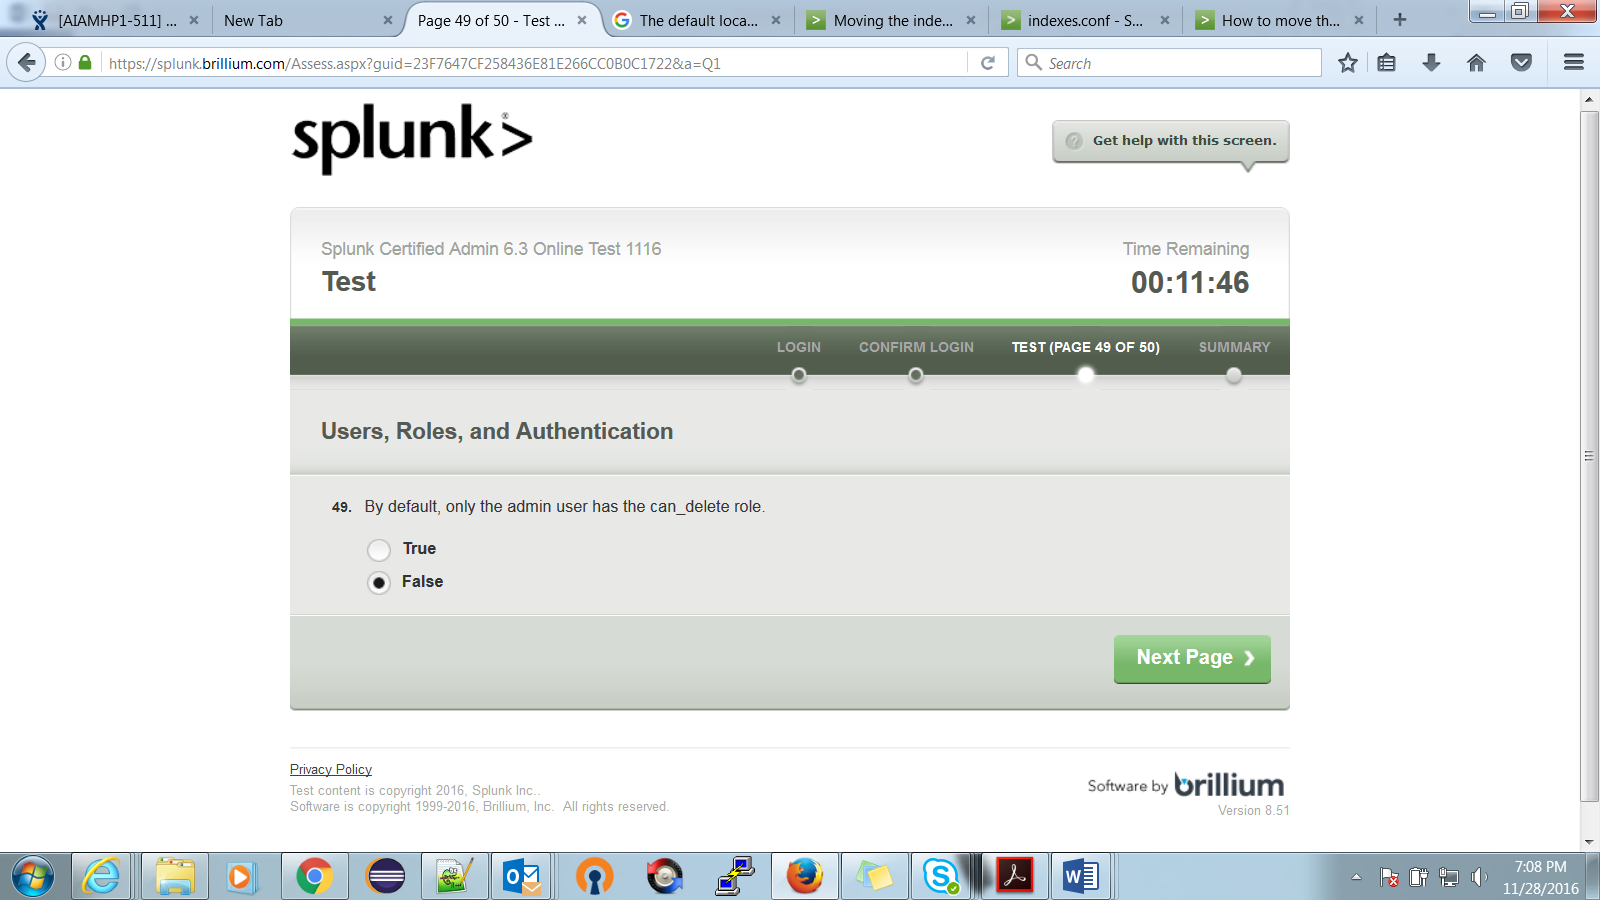 [AIAMHP1-511] ...
New Tab
Page 49 of 50 - Test ...
The default loca...
Moving the inde...
indexes.conf - S...
How to move th...
https://splunk.brillium.com/Assess.aspx?guid=23F7647CF258436E81E266CC0B0C1722&a=Q1
Search
splunk>
Get help with this screen.
Splunk Certified Admin 6.3 Online Test 1116
Time Remaining
Test
00:11:46
LOGIN
CONFIRM LOGIN
TEST (PAGE 49 OF 50)
SUMMARY
Users, Roles, and Authentication
49. By default, only the admin user has the can_delete role.
True
False
Next Page
Privacy Policy
Test content is copyright 2016, Splunk Inc..
Software is copyright 1999-2016, Brillium, Inc. All rights reserved.
Software by brillium
Version 8.51
7:08 PM
11/28/2016